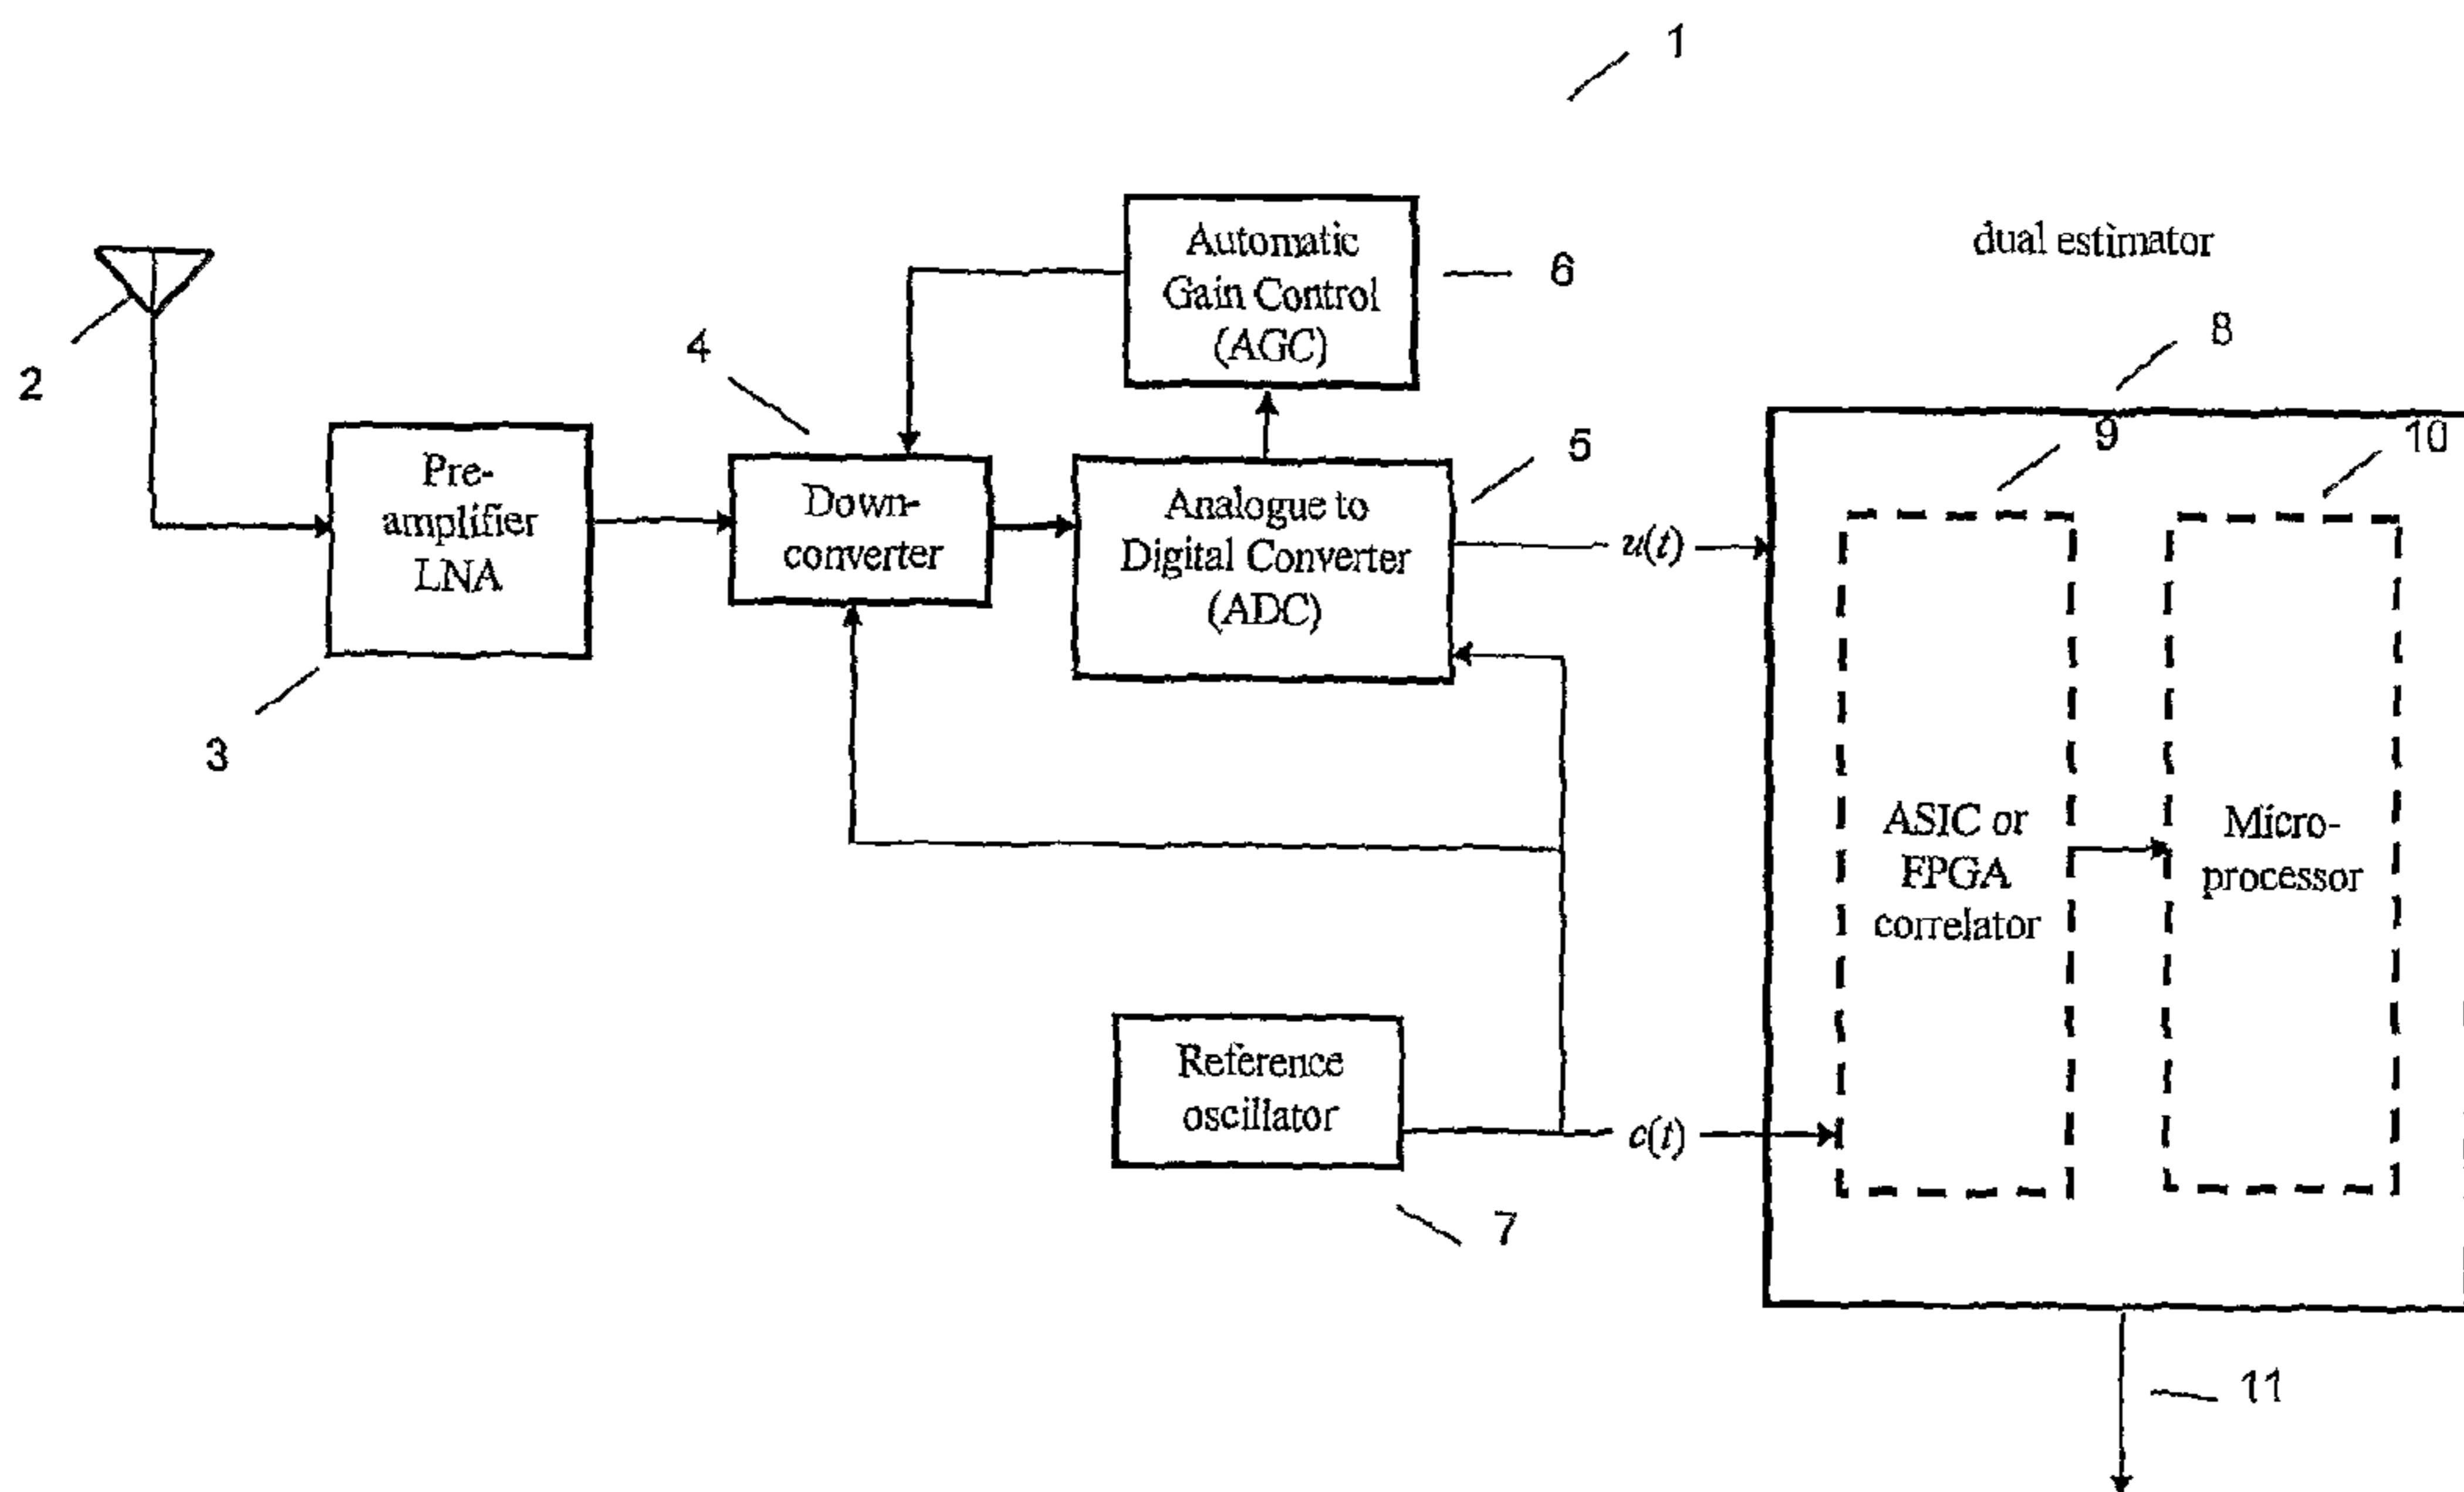 1
Automatic
Gain Control
(AGC)
6
dual estimator
2
4
8
Pre-
amplifier
LNA
Down-
converter
Analogue to
Digital Converter
(ADC)
5
u(t)
9
10
3
ASIC or
FPGA
correlator
Micro-
processor
Reference
oscillator
c(t)
7
11